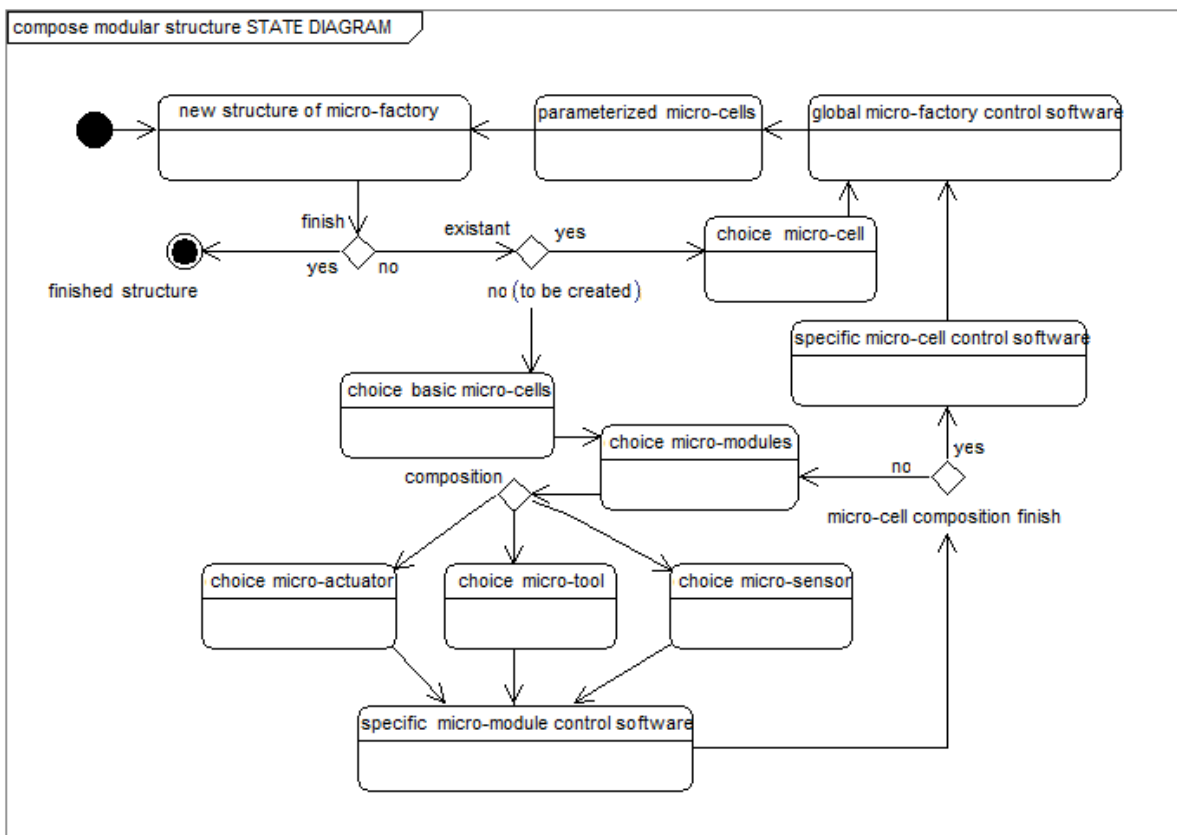 compose modular structure STATE DIAGRAM
new structure of micro-factory
parameterized micro-cells
global micro-factory control software
finish
existant
yes
choice micro-cell
yes
no
finished structure
no (to be created)
specific micro-cell control software
choice basic micro-cells
choice micro-modules
yes
no
composition
micro-cell composition finish
choice micro-actuator
choice micro-tool
choice micro-sensor
specific micro-module control software